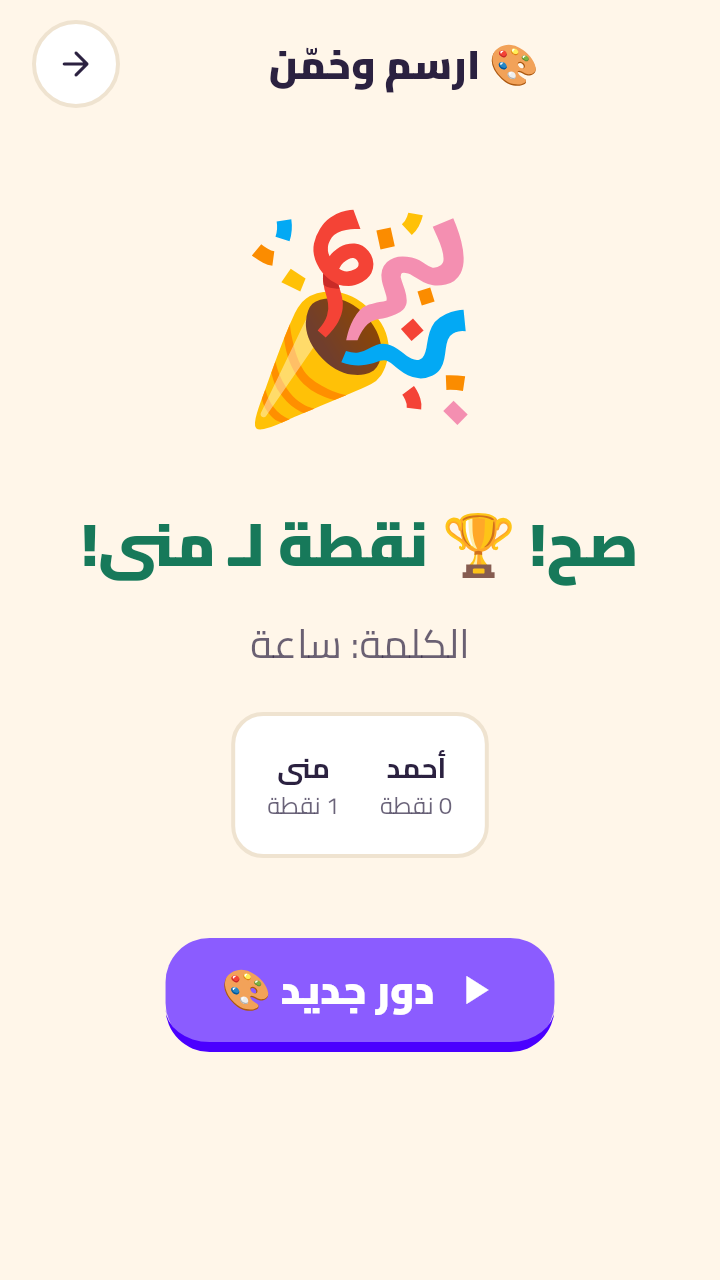 🎨 ارسم وخمّن
صح! 🏆 نقطة لـ منى!
الكلمة: ساعة
أحمد
0 نقطة
منى
1 نقطة
دور جديد 🎨